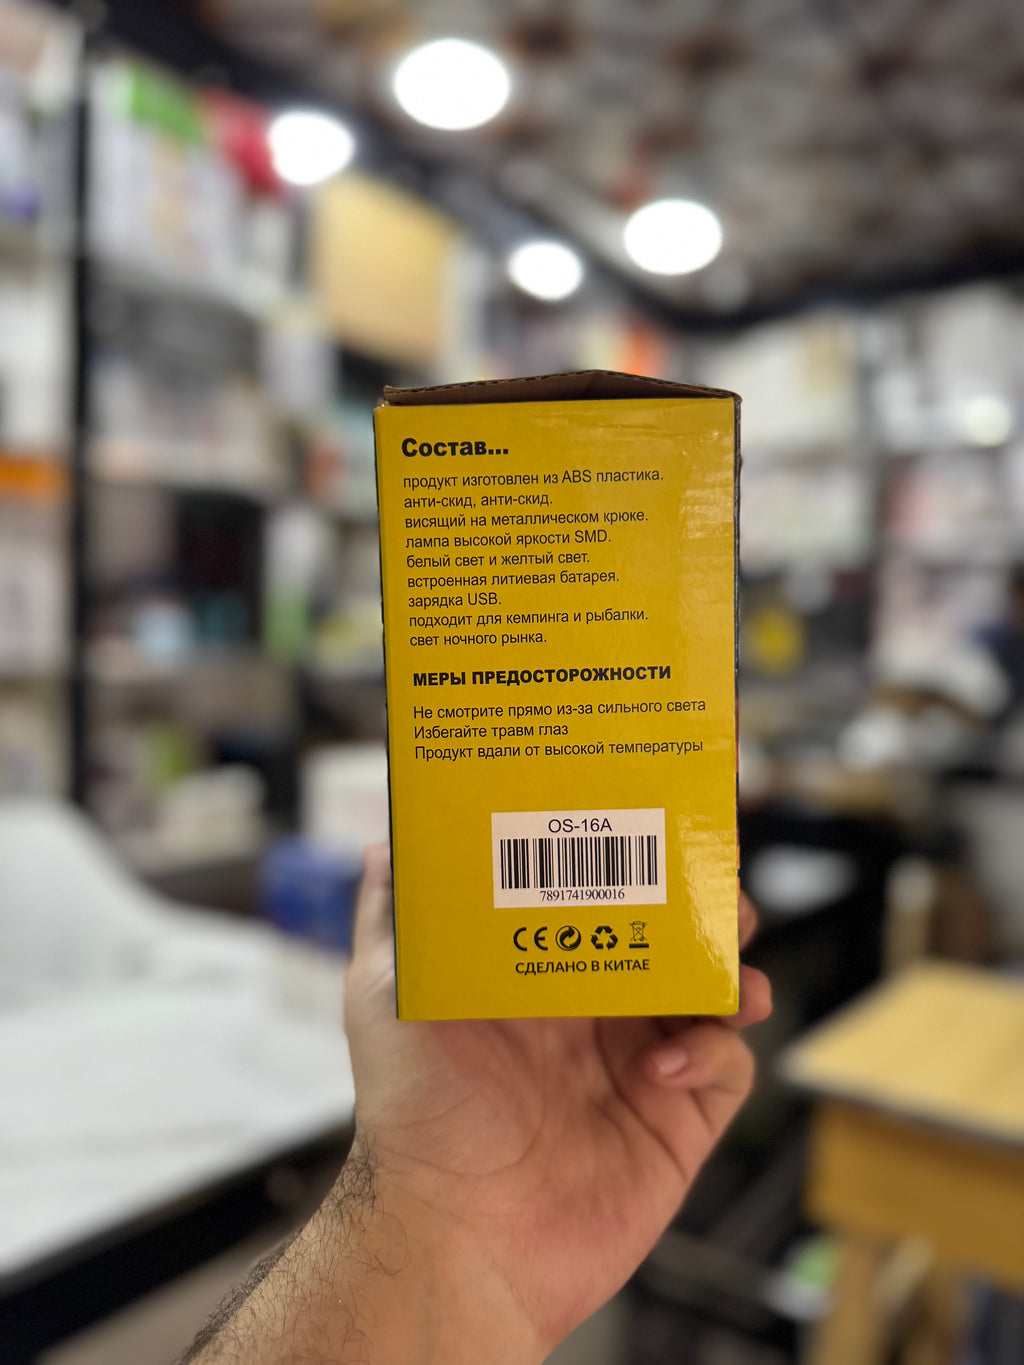 Состав...
продукт изготовлен из ABS пластика.
анти-скид, анти-скид.
висящий на металлическом крюке.
лампа высокой яркости SMD.
белый свет и желтый свет.
встроенная литиевая батарея.
зарядка USB.
подходит для кемпинга и рыбалки.
свет ночного рынка.
МЕРЫ ПРЕДОСТОРОЖНОСТИ
Не смотрите прямо из-за сильного света
Избегайте травм глаз
Продукт вдали от высокой температуры
OS-16A
7891741900016
CE
СДЕЛАНО В КИТАЕ